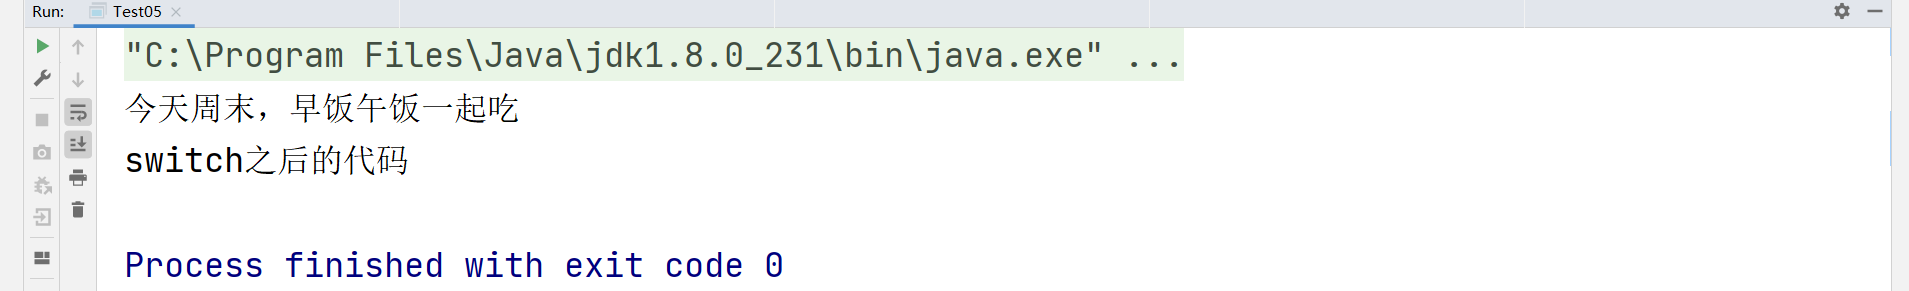 Run: Test05
"C:\Program Files\Java\jdk1.8.0_231\bin\java.exe" ...
今天周末，早饭午饭一起吃
switch之后的代码
Process finished with exit code 0